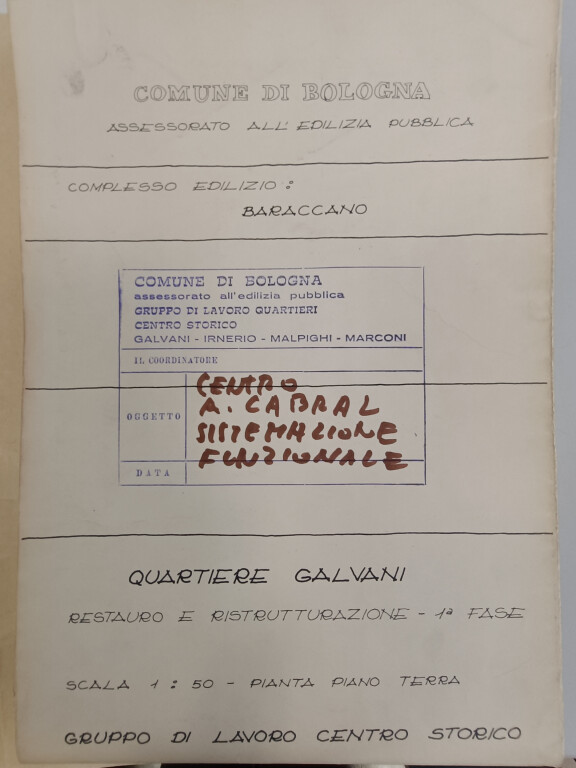 COMUNE DI BOLOGNA
ASSESSORATO ALL' EDILIZIA PUBBLICA
COMPLESSO EDILIZIO :
BARACCANO
COMUNE DI BOLOGNA
assessorato all'edilizia pubblica
GRUPPO DI LAVORO QUARTIERI
CENTRO STORICO
GALVANI - IRNERIO - MALPIGHI - MARCONI
IL COORDINATORE
OGGETTO
CENTRO
A. CABRAL
SISTEMAZIONE
FUNZIONALE
DATA
QUARTIERE GALVANI
RESTAURO E RISTRUTTURAZIONE - 1ª FASE
SCALA 1 : 50 - PIANTA PIANO TERRA
GRUPPO DI LAVORO CENTRO STORICO